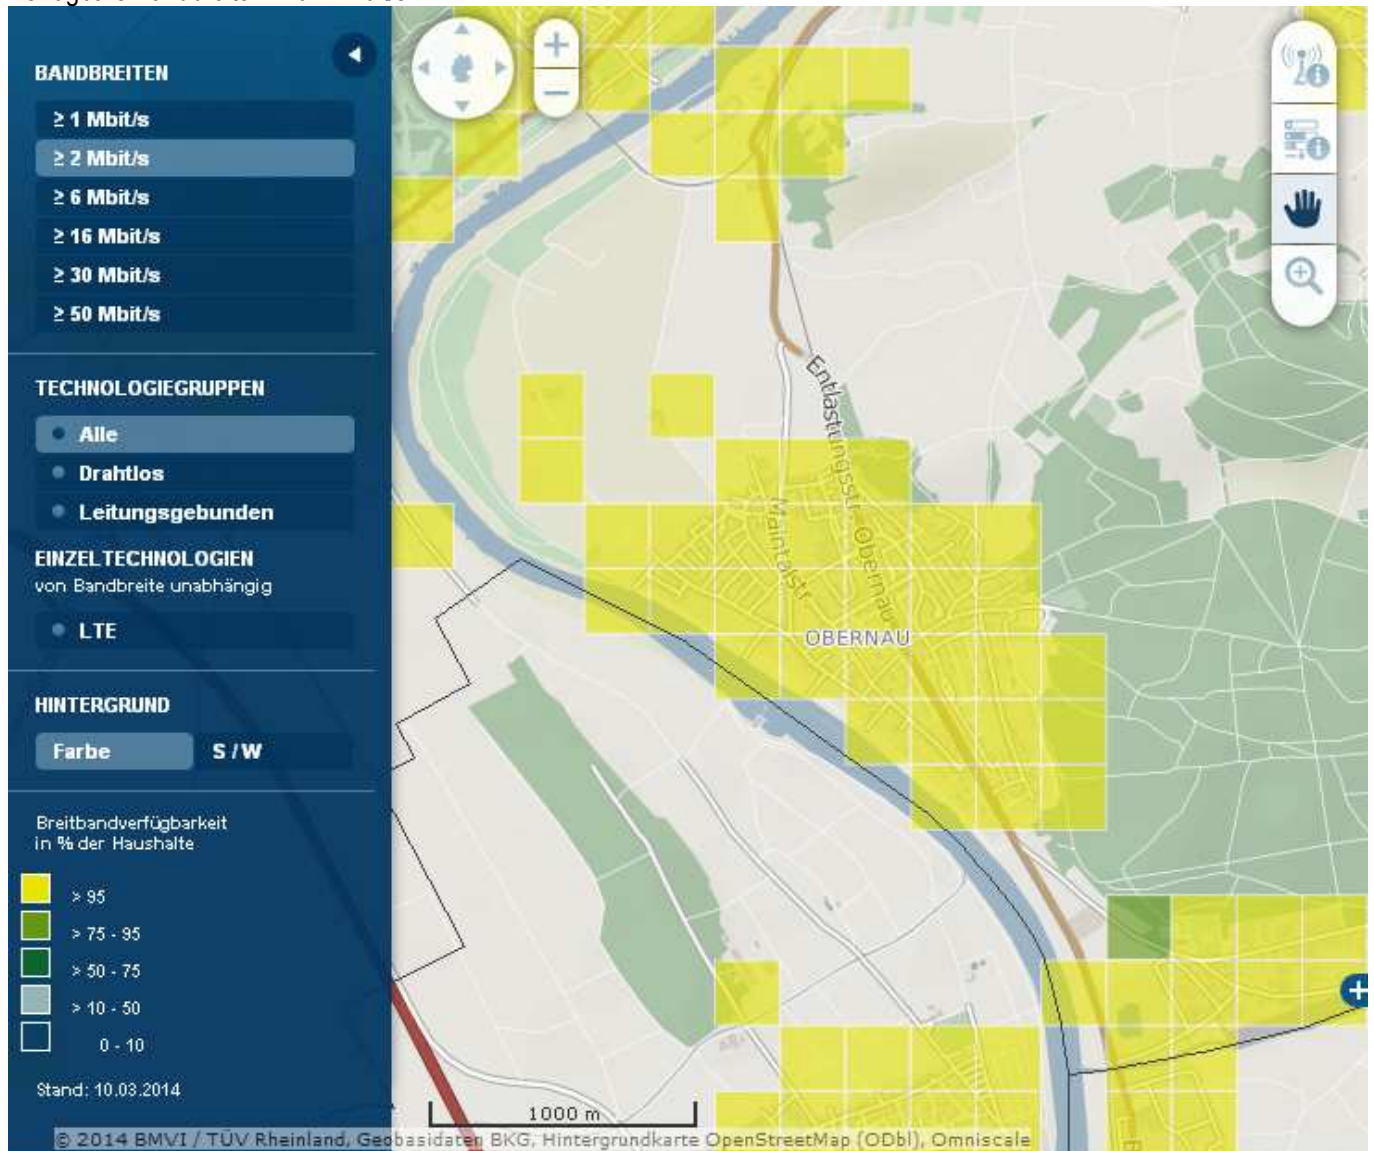 BANDBREITEN
≥ 1 Mbit/s
≥ 2 Mbit/s
≥ 6 Mbit/s
≥ 16 Mbit/s
≥ 30 Mbit/s
≥ 50 Mbit/s
TECHNOLOGIEGRUPPEN
Alle
Drahtlos
Leitungsgebunden
EINZELTECHNOLOGIEN
von Bandbreite unabhängig
LTE
HINTERGRUND
Farbe S / W
Breitbandverfügbarkeit
in % der Haushalte
> 95
> 75 - 95
> 50 - 75
> 10 - 50
0 - 10
Stand: 10.03.2014
Entlastungsstr. Obernau
Maintalstr
OBERNAU
1000 m
© 2014 BMVI / TÜV Rheinland, Geobasidaten BKG, Hintergrundkarte OpenStreetMap (ODbl), Omniscale